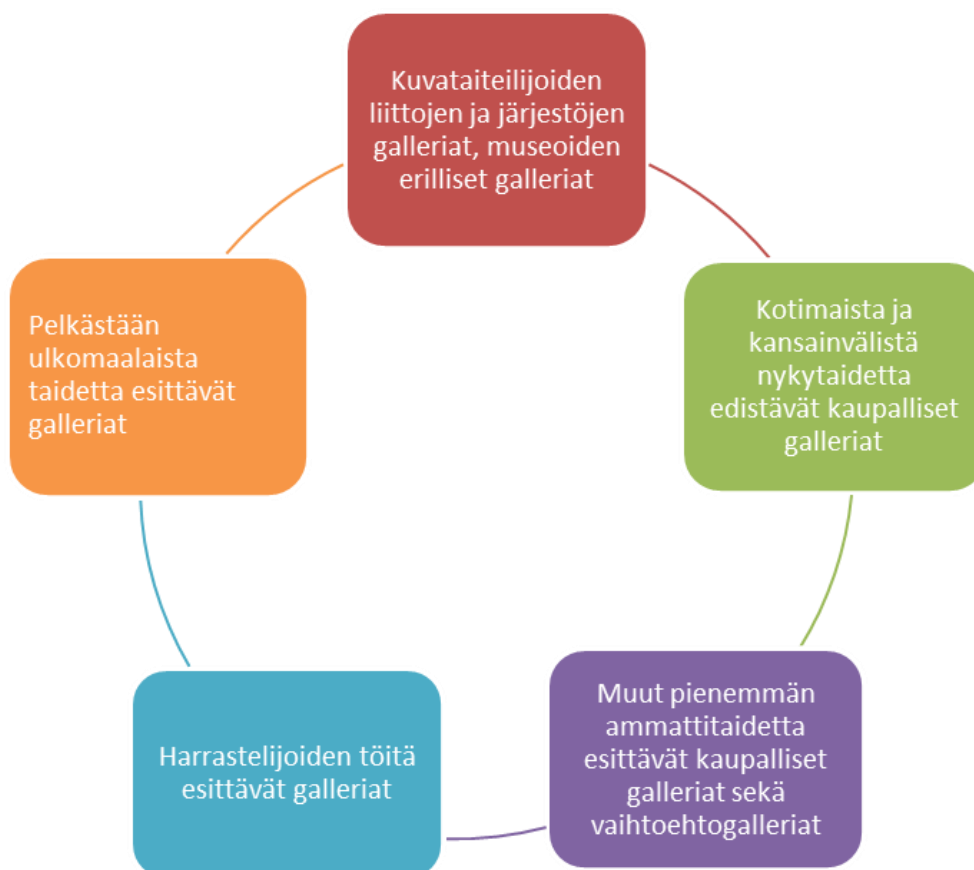 Kuvataiteilijoiden
liittojen ja järjestöjen
galleriat, museoiden
erilliset galleriat
Kotimaista ja
kansainvälistä
nykytaidetta
edistävät kaupalliset
galleriat
Muut pienemmän
ammattitaidetta
esittävät kaupalliset
galleriat sekä
vaihtoehtogalleriat
Harrastelijoiden töitä
esittävät galleriat
Pelkästään
ulkomaalaista
taidetta esittävät
galleriat